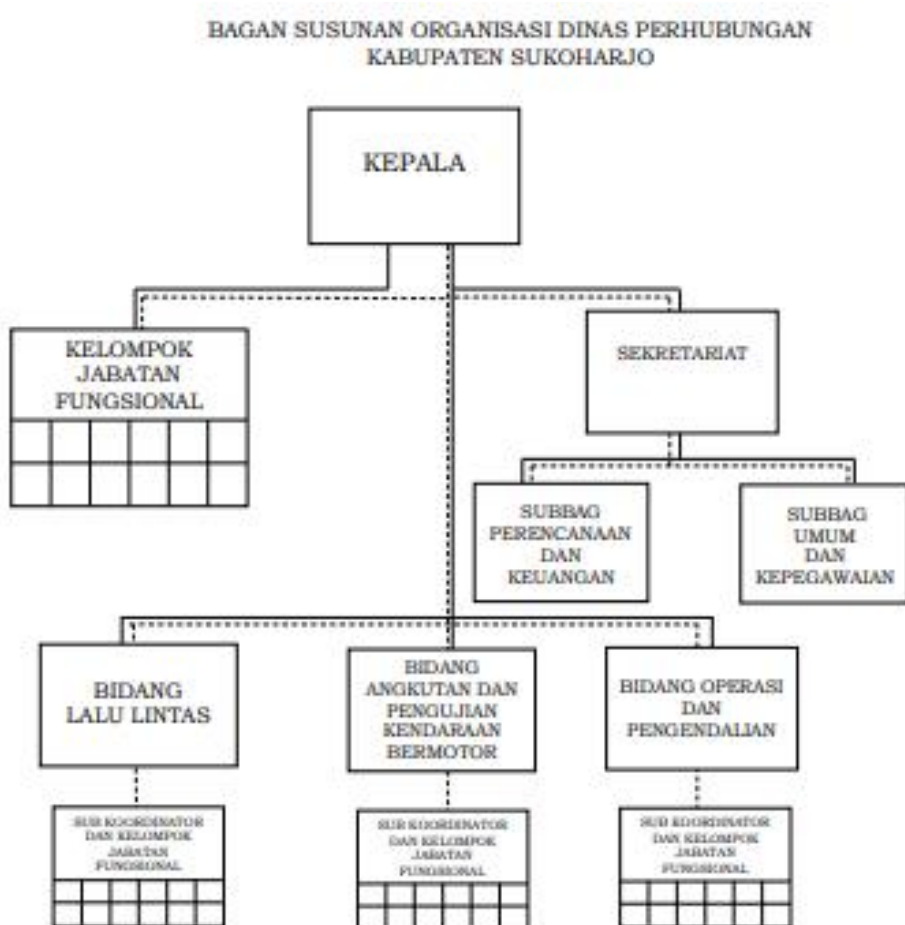 BAGAN SUSUNAN ORGANISASI DINAS PERHUBUNGAN
KABUPATEN SUKOHARJO
KEPALA
KELOMPOK
JABATAN
FUNGSIONAL
SEKRETARIAT
SUBBAG
PERENCANAAN
DAN
KEUANGAN
SUBBAG
UMUM
DAN
KEPEGAWAIAN
BIDANG
LALU LINTAS
BIDANG
ANGKUTAN DAN
PENGUJIAN
KENDARAAN
BERMOTOR
BIDANG OPERASI
DAN
PENGENDALIAN
SUB KOORDINATOR
DAN KELOMPOK
JABATAN
FUNGSIONAL
SUB KOORDINATOR
DAN KELOMPOK
JABATAN
FUNGSIONAL
SUB KOORDINATOR
DAN KELOMPOK
JABATAN
FUNGSIONAL